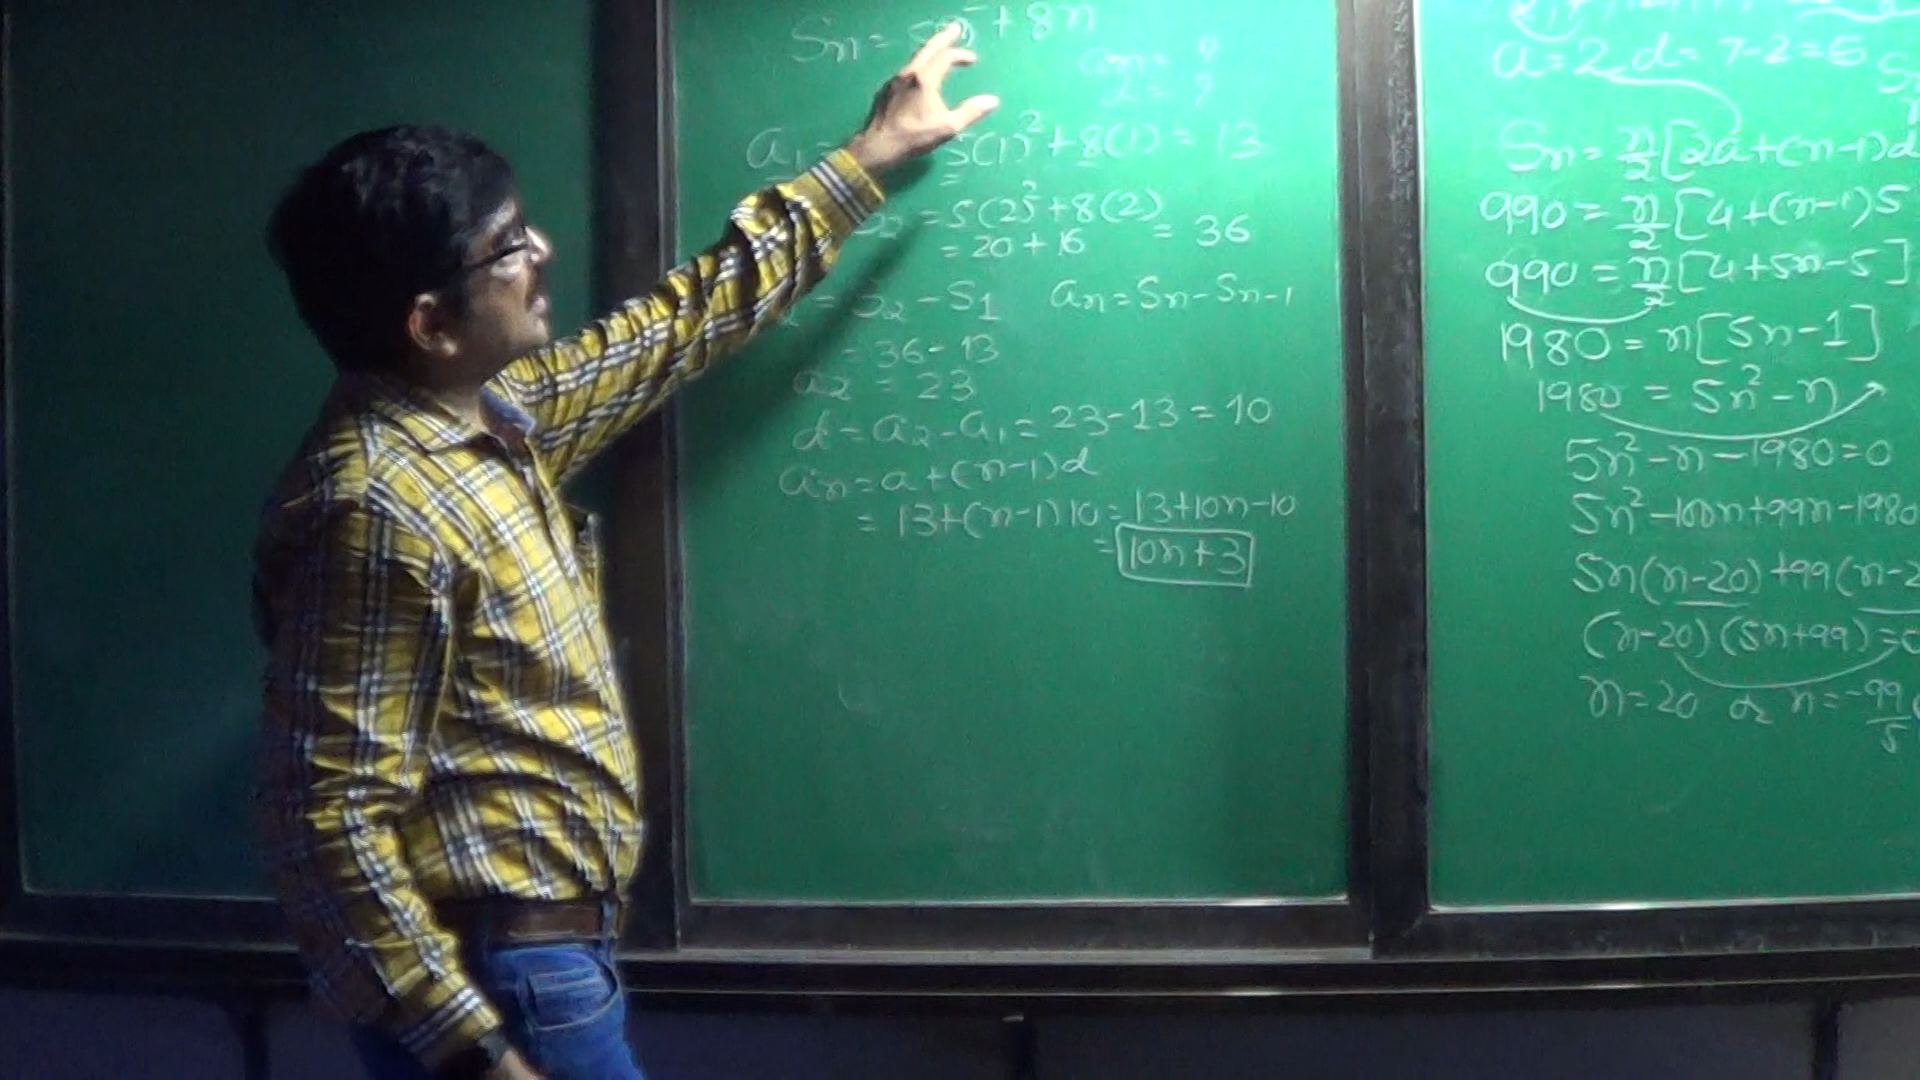 Sn = 5n² + 8n
an = ?
2 = ?
a1 = 5(1)² + 8(1) = 13
S2 = 5(2)² + 8(2)
= 20 + 16 = 36
= S2 - S1 an = Sn - Sn-1
= 36 - 13
a2 = 23
d = a2 - a1 = 23 - 13 = 10
an = a + (n-1)d
= 13 + (n-1)10 = 13 + 10n - 10
= 10n + 3
a = 2 d = 7 - 2 = 5
Sn = n/2 [2a + (n-1)d
990 = n/2 [4 + (n-1)5
990 = n/2 [4 + 5n - 5]
1980 = n[5n - 1]
1980 = 5n² - n
5n² - n - 1980 = 0
5n² - 100n + 99n - 1980
5n(n-20) + 99(n-2
(n-20)(5n+99) = 0
n = 20 or n = -99/5